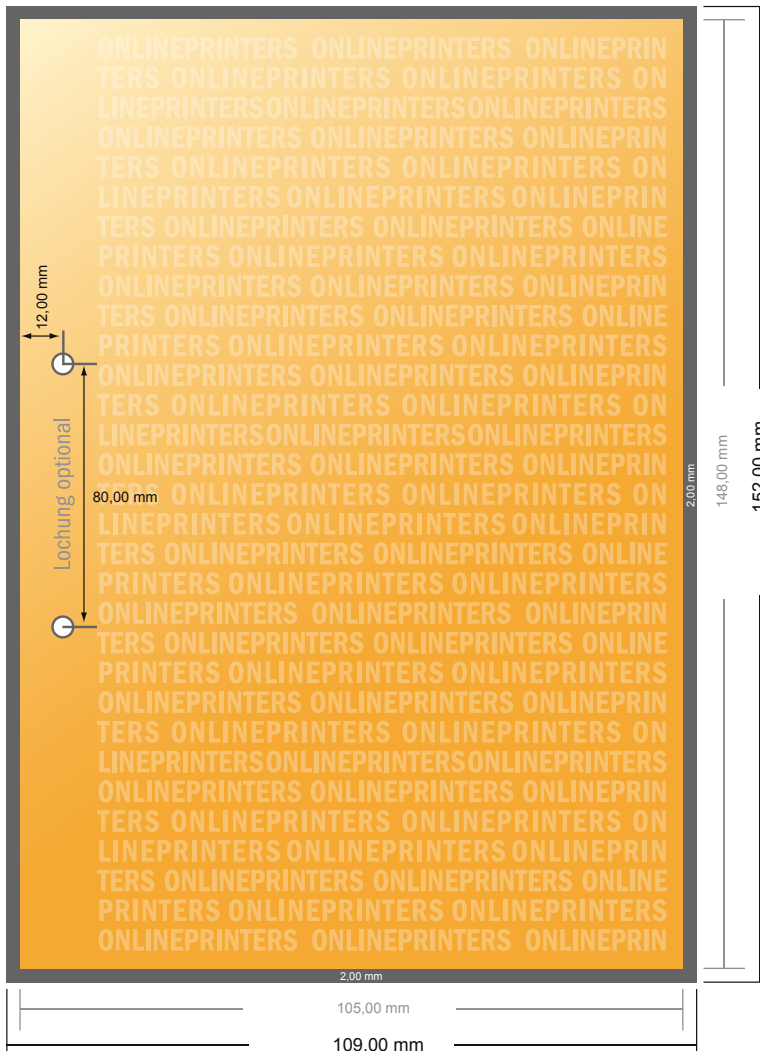 ONLINEPRINTERS ONLINEPRINTERS ONLINEPRIN
TERS ONLINEPRINTERS ONLINEPRINTERS ON
LINEPRINTERSONLINEPRINTERSONLINEPRINTERS
ONLINEPRINTERS ONLINEPRINTERS ONLINEPRIN
TERS ONLINEPRINTERS ONLINEPRINTERS ON
LINEPRINTERS ONLINEPRINTERS ONLINEPRIN
TERS ONLINEPRINTERS ONLINEPRINTERS ONLINE
PRINTERS ONLINEPRINTERS ONLINEPRINTERS
ONLINEPRINTERS ONLINEPRINTERS ONLINEPRIN
12,00 mm
TERS ONLINEPRINTERS ONLINEPRINTERS ONLINE
PRINTERS ONLINEPRINTERS ONLINEPRINTERS
ONLINEPRINTERS ONLINEPRINTERS ONLINEPRIN
TERS ONLINEPRINTERS ONLINEPRINTERS ON
LINEPRINTERSONLINEPRINTERSONLINEPRINTERS
ONLINEPRINTERS ONLINEPRINTERS ONLINEPRIN
Lochung optional
80,00 mm
TERS ONLINEPRINTERS ONLINEPRINTERS ON
2,00 mm
148,00 mm
152,00 mm
LINEPRINTERS ONLINEPRINTERS ONLINEPRIN
TERS ONLINEPRINTERS ONLINEPRINTERS ONLINE
PRINTERS ONLINEPRINTERS ONLINEPRINTERS
ONLINEPRINTERS ONLINEPRINTERS ONLINEPRIN
TERS ONLINEPRINTERS ONLINEPRINTERS ONLINE
PRINTERS ONLINEPRINTERS ONLINEPRINTERS
ONLINEPRINTERS ONLINEPRINTERS ONLINEPRIN
TERS ONLINEPRINTERS ONLINEPRINTERS ON
LINEPRINTERSONLINEPRINTERSONLINEPRINTERS
ONLINEPRINTERS ONLINEPRINTERS ONLINEPRIN
TERS ONLINEPRINTERS ONLINEPRINTERS ON
LINEPRINTERS ONLINEPRINTERS ONLINEPRIN
TERS ONLINEPRINTERS ONLINEPRINTERS ONLINE
PRINTERS ONLINEPRINTERS ONLINEPRINTERS
ONLINEPRINTERS ONLINEPRINTERS ONLINEPRIN
2,00 mm
105,00 mm
109,00 mm